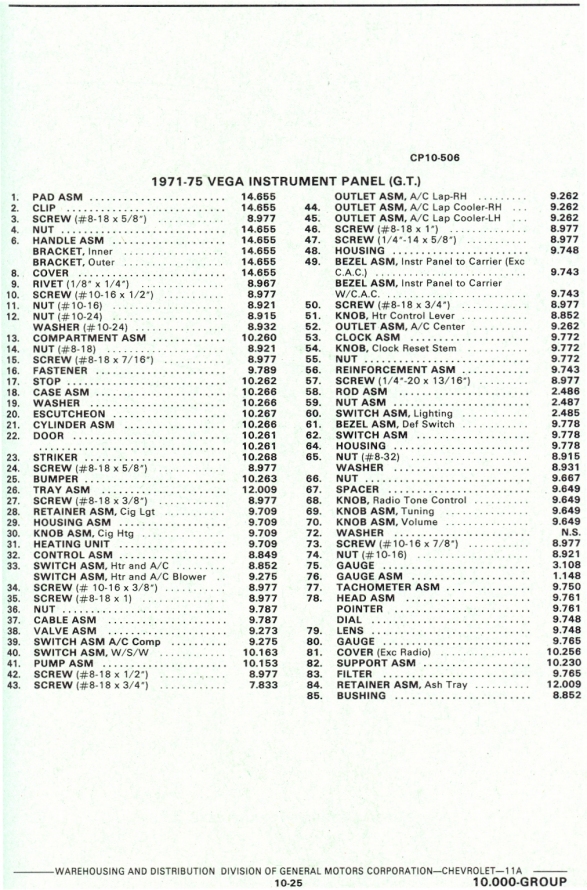 CP10-506
1971-75 VEGA INSTRUMENT PANEL (G.T.)
1. PAD ASM ........................ 14.655
2. CLIP ........................ 14.655
3. SCREW (#8-18 x 5/8") ............ 8.977
4. NUT ........................ 14.655
6. HANDLE ASM .................... 14.655
BRACKET, Inner ................ 14.655
BRACKET, Outer ................ 14.655
8. COVER ........................ 14.655
9. RIVET (1/8" x 1/4") ............ 8.967
10. SCREW (#10-16 x 1/2") .......... 8.977
11. NUT (#10-16) .................. 8.921
12. NUT (#10-24) .................. 8.915
WASHER (#10-24) ................ 8.932
13. COMPARTMENT ASM ................ 10.260
14. NUT (#8-18) .................... 8.921
15. SCREW (#8-18 x 7/16") .......... 8.977
16. FASTENER .................... 9.789
17. STOP ........................ 10.262
18. CASE ASM .................... 10.266
19. WASHER ...................... 10.266
20. ESCUTCHEON .................. 10.267
21. CYLINDER ASM ................ 10.266
22. DOOR ........................ 10.261
........................ 10.261
23. STRIKER .................... 10.268
24. SCREW (#8-18 x 5/8") .......... 8.977
25. BUMPER ...................... 10.263
26. TRAY ASM .................... 12.009
27. SCREW (#8-18 x 3/8") .......... 8.977
28. RETAINER ASM, Cig Lgt .......... 9.709
29. HOUSING ASM .................. 9.709
30. KNOB ASM, Cig Htg ............ 9.709
31. HEATING UNIT ................ 9.709
32. CONTROL ASM .................. 8.849
33. SWITCH ASM, Htr and A/C ........ 8.852
SWITCH ASM, Htr and A/C Blower .. 9.275
34. SCREW (# 10-16 x 3/8") ........ 8.977
35. SCREW (#8-18 x 1) ............ 8.977
36. NUT ........................ 9.787
37. CABLE ASM .................... 9.787
38. VALVE ASM .................... 9.273
39. SWITCH ASM A/C Comp .......... 9.275
40. SWITCH ASM, W/S/W ............ 10.163
41. PUMP ASM .................... 10.153
42. SCREW (#8-18 x 1/2") .......... 8.977
43. SCREW (#8-18 x 3/4") .......... 7.833
OUTLET ASM, A/C Lap-RH ........ 9.262
44. OUTLET ASM, A/C Lap Cooler-RH ... 9.262
45. OUTLET ASM, A/C Lap Cooler-LH ... 9.262
46. SCREW (#8-18 x 1") ............ 8.977
47. SCREW (1/4"-14 x 5/8") ........ 8.977
48. HOUSING .................... 9.748
49. BEZEL ASM, Instr Panel to Carrier (Exc
C.A.C.) .................... 9.743
BEZEL ASM, Instr Panel to Carrier
W/C.A.C. .................... 9.743
50. SCREW (#8-18 x 3/4") .......... 8.977
51. KNOB, Htr Control Lever ........ 8.852
52. OUTLET ASM, A/C Center ........ 9.262
53. CLOCK ASM .................... 9.772
54. KNOB, Clock Reset Stem ........ 9.772
55. NUT ........................ 9.772
56. REINFORCEMENT ASM ............ 9.743
57. SCREW (1/4"-20 x 13/16") ...... 8.977
58. ROD ASM .................... 2.486
59. NUT ASM .................... 2.487
60. SWITCH ASM, Lighting .......... 2.485
61. BEZEL ASM, Def Switch ........ 9.778
62. SWITCH ASM .................. 9.778
64. HOUSING .................... 9.778
65. NUT (#8-32) .................. 8.915
WASHER ...................... 8.931
66. NUT ........................ 9.667
67. SPACER ...................... 9.649
68. KNOB, Radio Tone Control ...... 9.649
69. KNOB ASM, Tuning ............ 9.649
70. KNOB ASM, Volume ............ 9.649
72. WASHER ...................... N.S.
73. SCREW (#10-16 x 7/8") ........ 8.977
74. NUT (#10-16) ................ 8.921
75. GAUGE ...................... 3.108
76. GAUGE ASM .................. 1.148
77. TACHOMETER ASM .............. 9.750
78. HEAD ASM .................... 9.761
POINTER .................... 9.761
DIAL ........................ 9.748
79. LENS ........................ 9.748
80. GAUGE ...................... 9.765
81. COVER (Exc Radio) ............ 10.256
82. SUPPORT ASM ................ 10.230
83. FILTER ...................... 9.765
84. RETAINER ASM, Ash Tray ........ 12.009
85. BUSHING .................... 8.852
WAREHOUSING AND DISTRIBUTION DIVISION OF GENERAL MOTORS CORPORATION—CHEVROLET—11A
10-25
10.000-GROUP